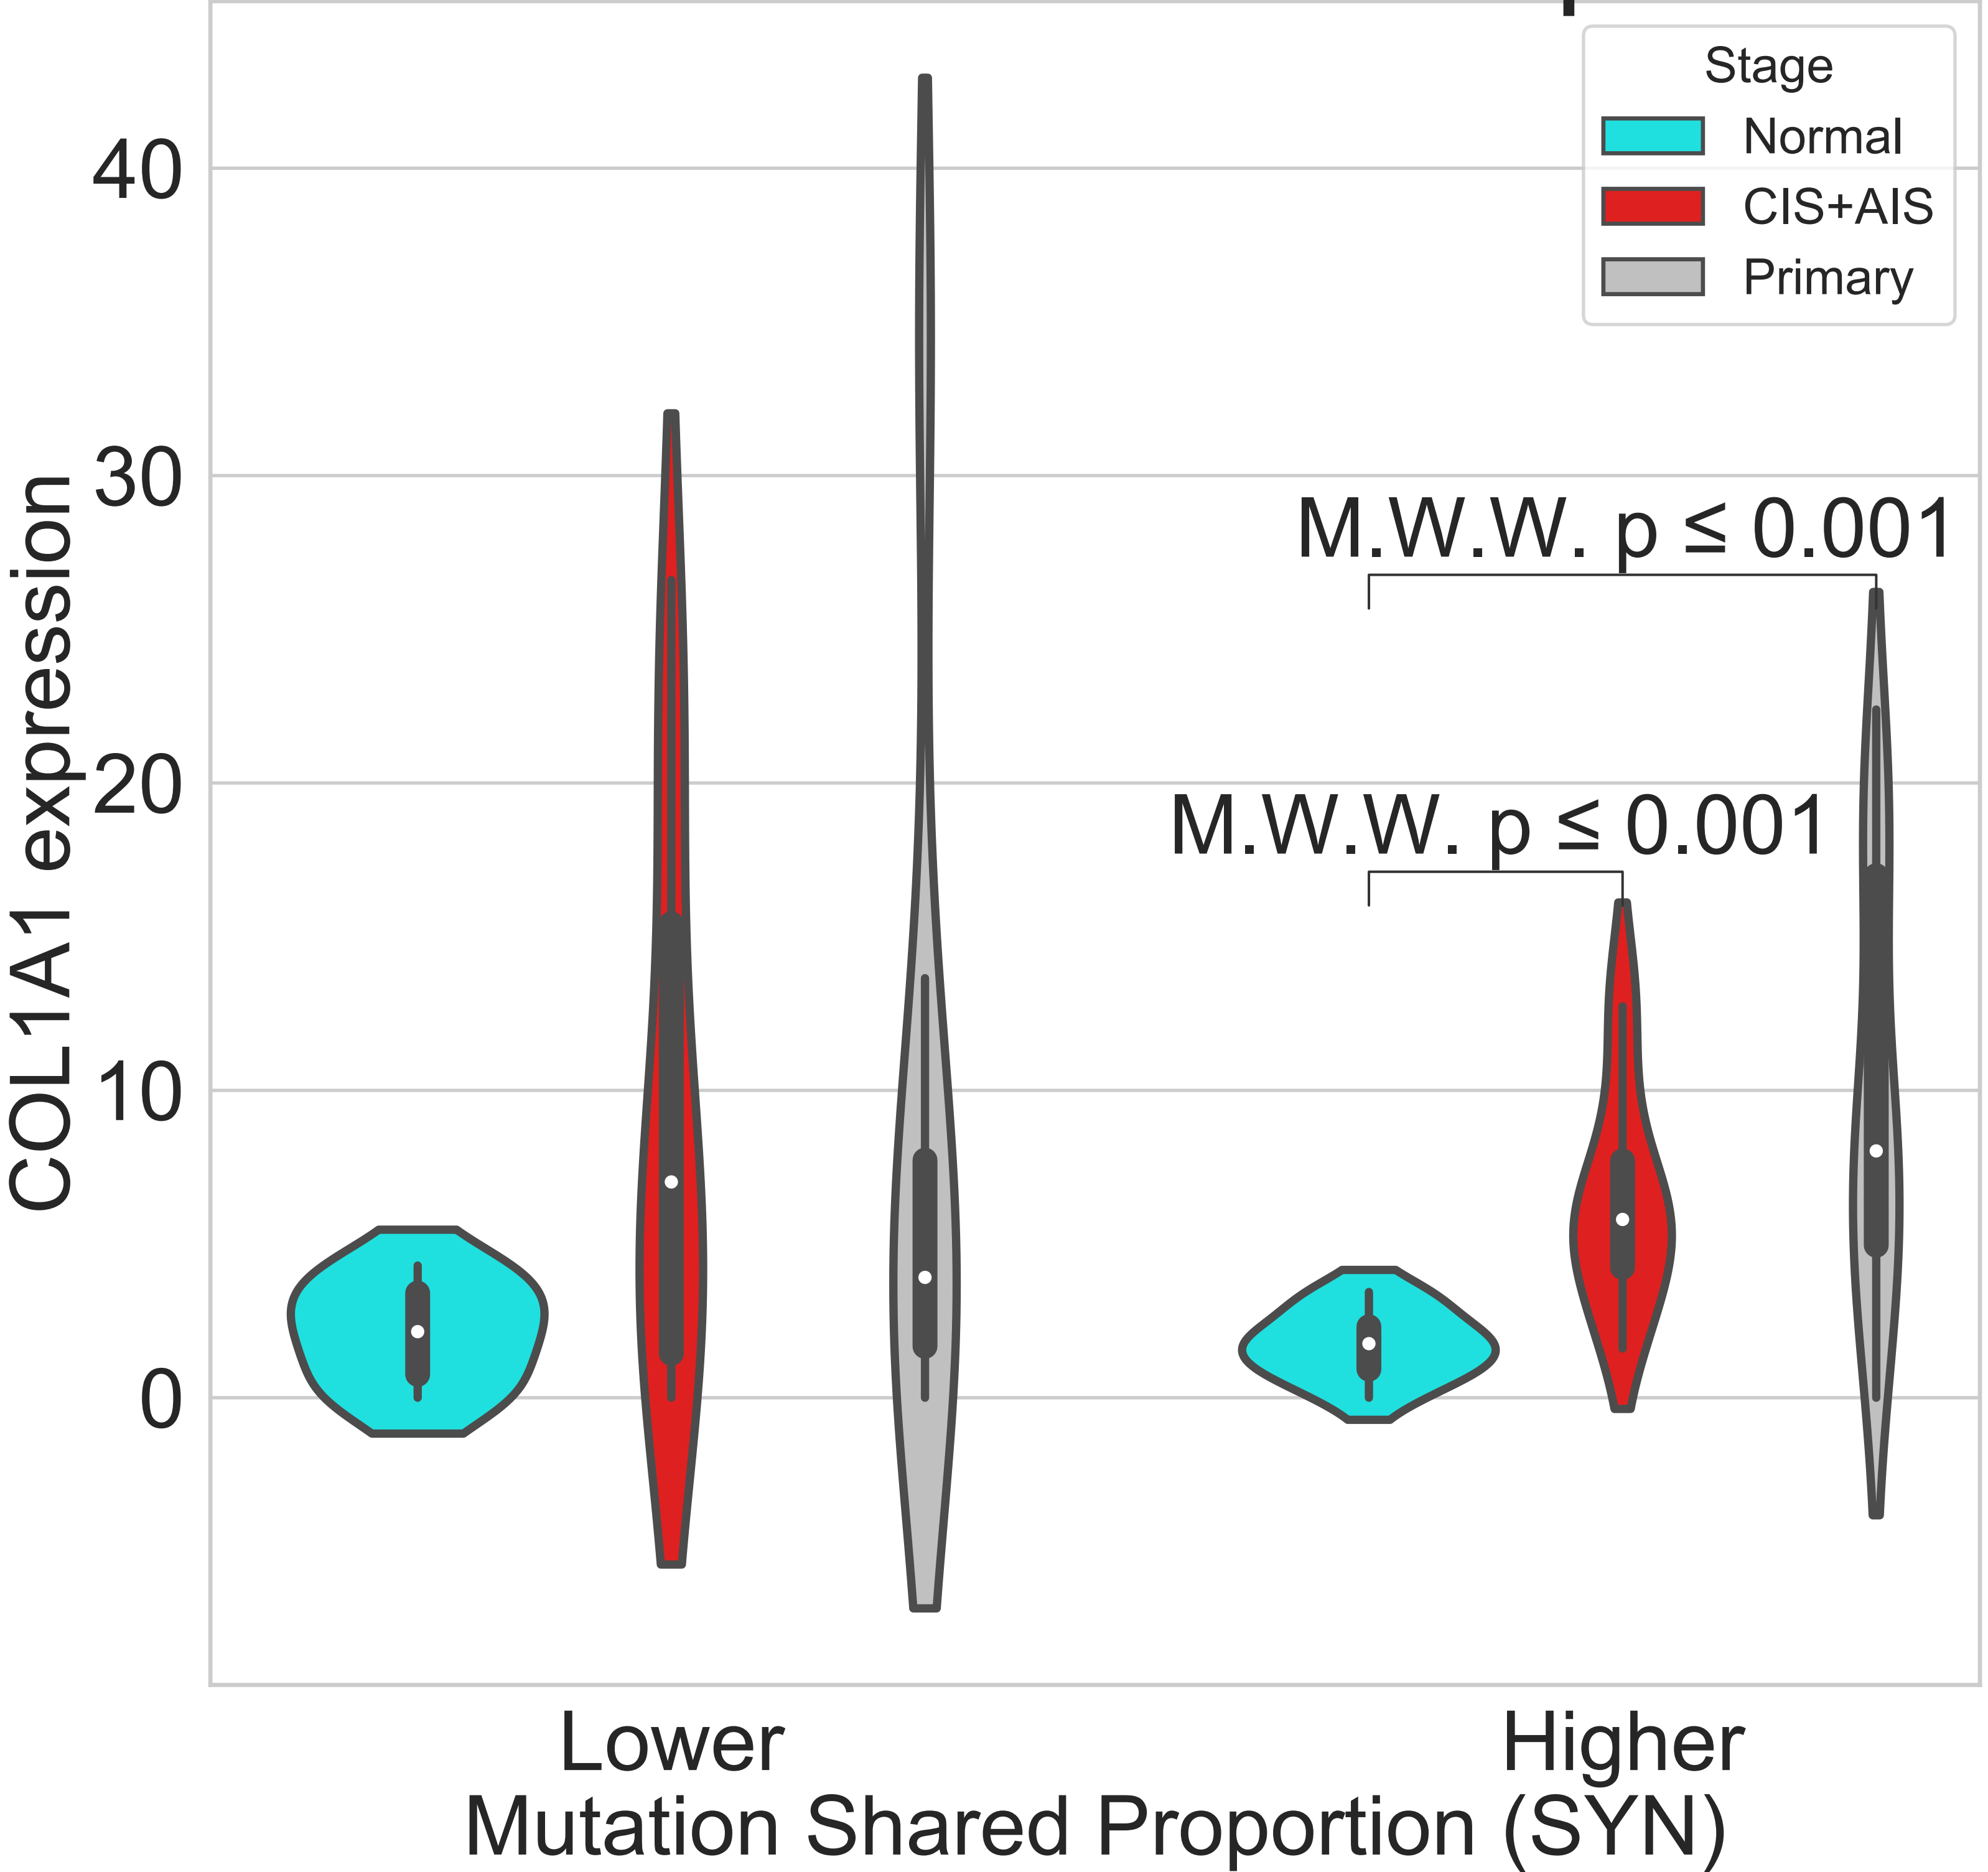 Stage
Normal
CIS+AIS
Primary
40
30
20
10
0
COL1A1 expression
M.W.W. p ≤ 0.001
M.W.W. p ≤ 0.001
Lower
Higher
Mutation Shared Proportion (SYN)